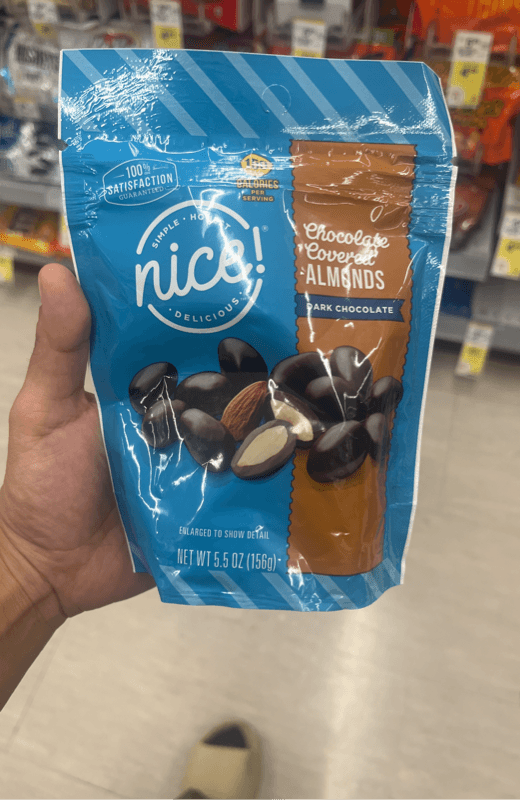 100%
SATISFACTION
GUARANTEED
CALORIES
PER
SERVING
SIMPLE • HONEST
nice!®
• DELICIOUS •
Chocolate
Covered
ALMONDS
DARK CHOCOLATE
ENLARGED TO SHOW DETAIL
NET WT 5.5 OZ (156g)